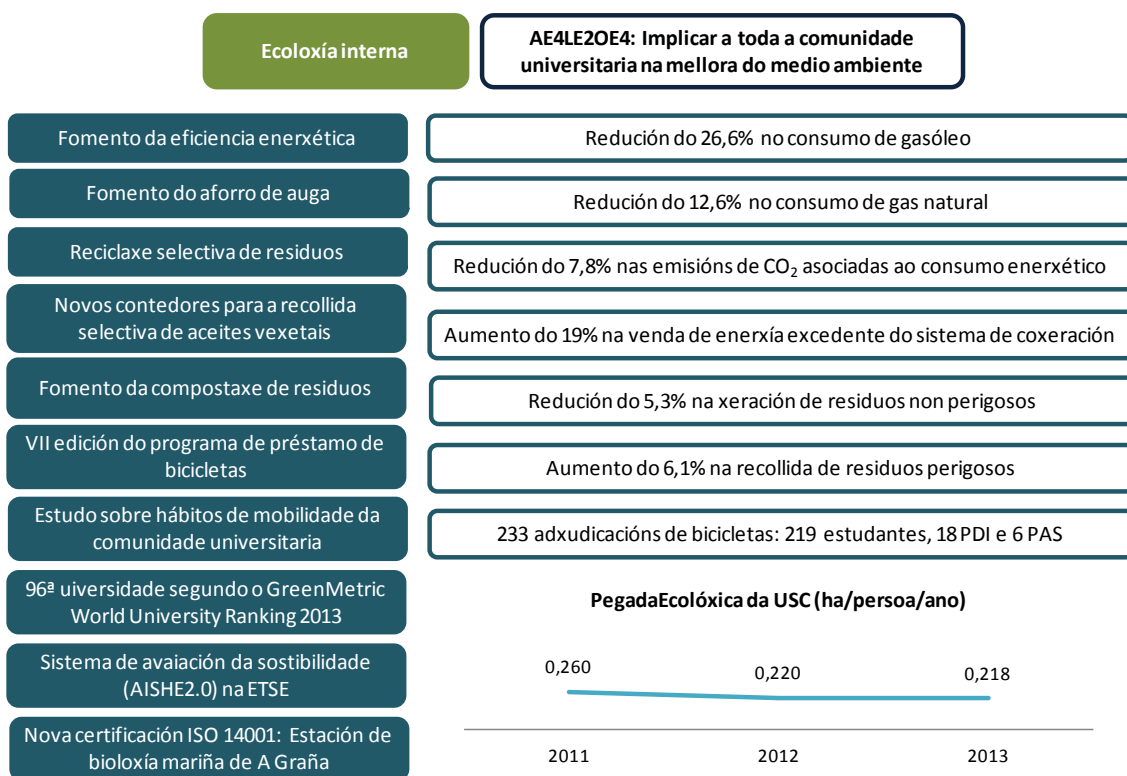 Ecoloxía interna
AE4LE2OE4: Implicar a toda a comunidade
universitaria na mellora do medio ambiente
Fomento da eficiencia enerxética
Fomento do aforro de auga
Reciclaxe selectiva de residuos
Novos contedores para a recollida
selectiva de aceites vexetais
Fomento da compostaxe de residuos
VII edición do programa de préstamo de
bicicletas
Estudo sobre hábitos de mobilidade da
comunidade universitaria
96ª uiversidade segundo o GreenMetric
World University Ranking 2013
Sistema de avaiación da sostibilidade
(AISHE2.0) na ETSE
Nova certificación ISO 14001: Estación de
bioloxía mariña de A Graña
Redución do 26,6% no consumo de gasóleo
Redución do 12,6% no consumo de gas natural
Redución do 7,8% nas emisións de CO₂ asociadas ao consumo enerxético
Aumento do 19% na venda de enerxía excedente do sistema de coxeración
Redución do 5,3% na xeración de residuos non perigosos
Aumento do 6,1% na recollida de residuos perigosos
233 adxudicacións de bicicletas: 219 estudantes, 18 PDI e 6 PAS
PegadaEcolóxica da USC (ha/persoa/ano)
0,260 0,220 0,218
2011 2012 2013